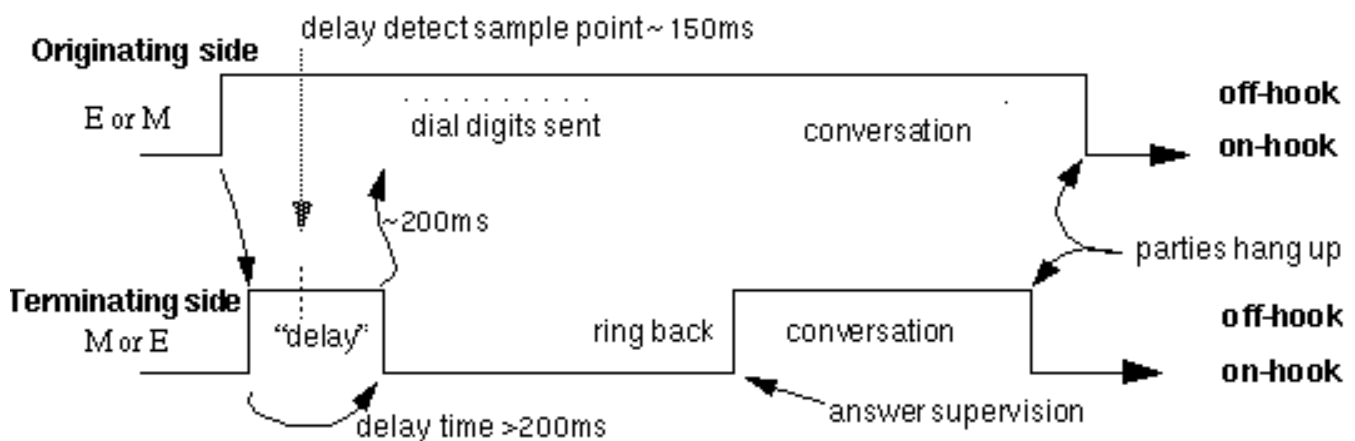 delay detect sample point~ 150ms
Originating side
E or M
dial digits sent
conversation
off-hook
on-hook
~200ms
parties hang up
Terminating side
M or E
“delay”
ring back
conversation
off-hook
on-hook
delay time >200ms
answer supervision